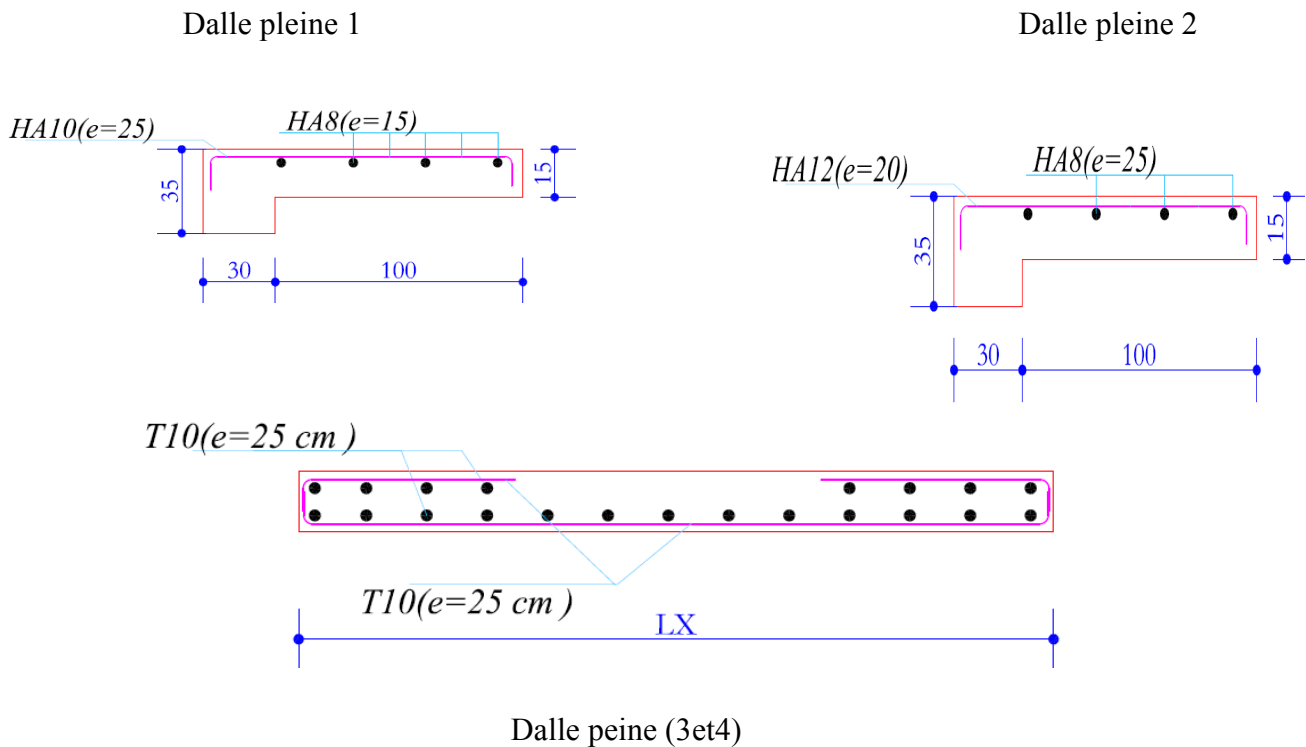 Dalle pleine 1
Dalle pleine 2
HA10(e=25)
HA8(e=15)
35
15
30
100
HA12(e=20)
HA8(e=25)
35
15
30
100
T10(e=25 cm )
T10(e=25 cm )
LX
Dalle peine (3et4)